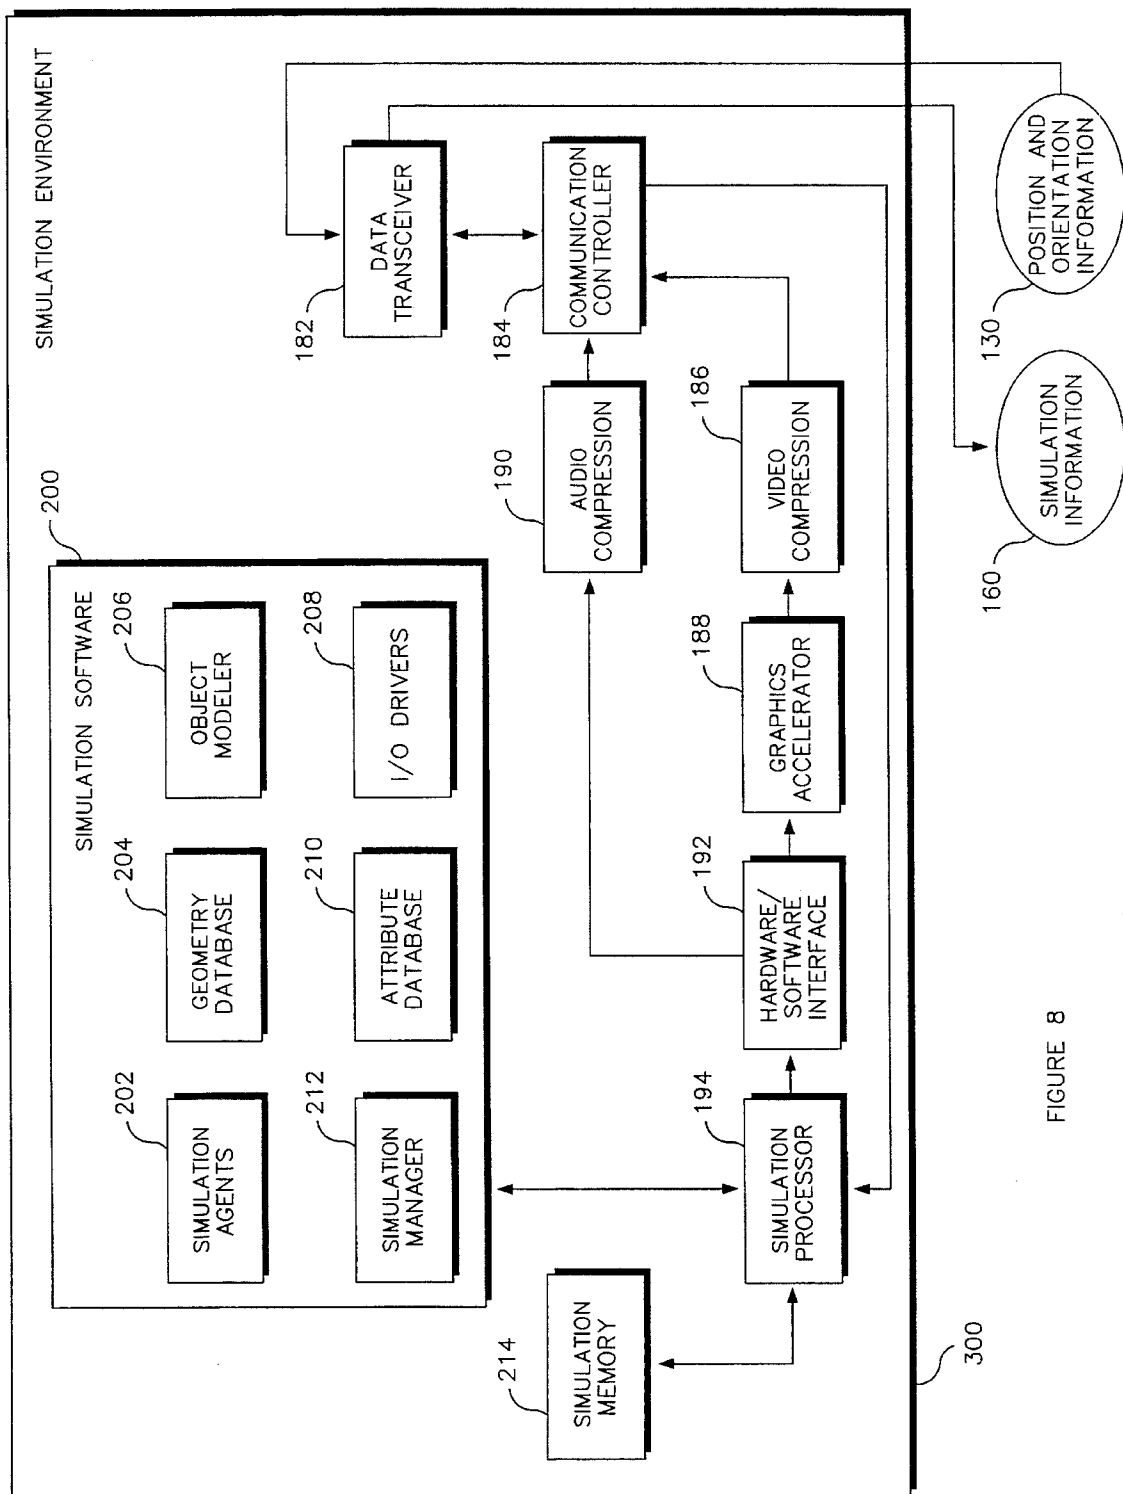 SIMULATION ENVIRONMENT
200
SIMULATION SOFTWARE
202
SIMULATION
AGENTS
204
GEOMETRY
DATABASE
206
OBJECT
MODELER
212
SIMULATION
MANAGER
210
ATTRIBUTE
DATABASE
208
I/O DRIVERS
182
DATA
TRANSCEIVER
214
SIMULATION
MEMORY
190
AUDIO
COMPRESSION
184
COMMUNICATION
CONTROLLER
194
SIMULATION
PROCESSOR
192
HARDWARE/
SOFTWARE
INTERFACE
188
GRAPHICS
ACCELERATOR
186
VIDEO
COMPRESSION
300
160
SIMULATION
INFORMATION
130
POSITION AND
ORIENTATION
INFORMATION
FIGURE 8